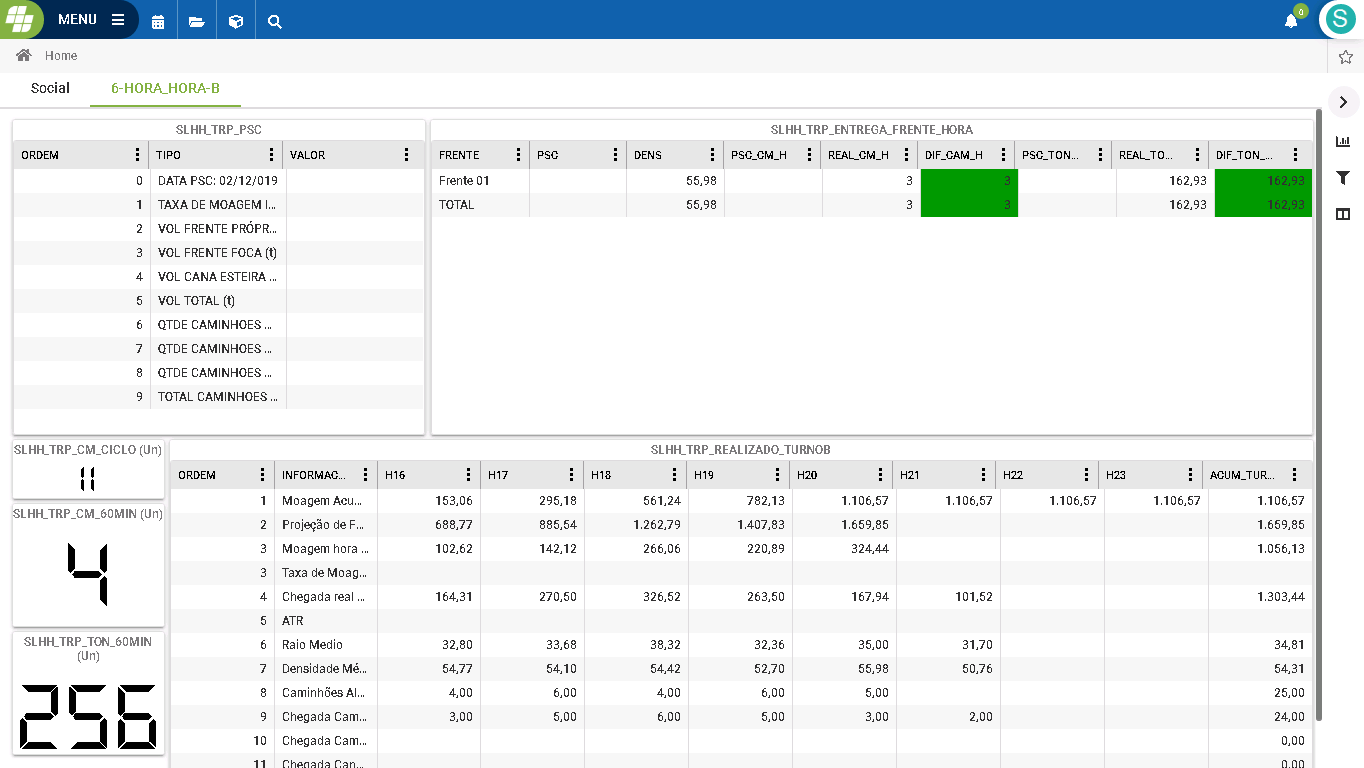 MENU
0
S
Home
Social 6-HORA_HORA-B
SLHH_TRP_PSC
ORDEM TIPO VALOR
0 DATA PSC: 02/12/019
1 TAXA DE MOAGEM I...
2 VOL FRENTE PRÓPR...
3 VOL FRENTE FOCA (t)
4 VOL CANA ESTEIRA ...
5 VOL TOTAL (t)
6 QTDE CAMINHOES ...
7 QTDE CAMINHOES ...
8 QTDE CAMINHOES ...
9 TOTAL CAMINHOES ...
SLHH_TRP_ENTREGA_FRENTE_HORA
FRENTE PSC DENS PSC_CM_H REAL_CM_H DIF_CAM_H PSC_TON... REAL_TO... DIF_TON_...
Frente 01 55,98 3 3 162,93 162,93
TOTAL 55,98 3 3 162,93 162,93
SLHH_TRP_CM_CICLO (Un)
11
SLHH_TRP_CM_60MIN (Un)
4
SLHH_TRP_TON_60MIN
(Un)
256
SLHH_TRP_REALIZADO_TURNOB
ORDEM INFORMAC... H16 H17 H18 H19 H20 H21 H22 H23 ACUM_TUR...
1 Moagem Acu... 153,06 295,18 561,24 782,13 1.106,57 1.106,57 1.106,57 1.106,57 1.106,57
2 Projeção de F... 688,77 885,54 1.262,79 1.407,83 1.659,85 1.659,85
3 Moagem hora ... 102,62 142,12 266,06 220,89 324,44 1.056,13
3 Taxa de Moag...
4 Chegada real ... 164,31 270,50 326,52 263,50 167,94 101,52 1.303,44
5 ATR
6 Raio Medio 32,80 33,68 38,32 32,36 35,00 31,70 34,81
7 Densidade Mé... 54,77 54,10 54,42 52,70 55,98 50,76 54,31
8 Caminhões Al... 4,00 6,00 4,00 6,00 5,00 25,00
9 Chegada Cam... 3,00 5,00 6,00 5,00 3,00 2,00 24,00
10 Chegada Cam... 0,00
11 Chegada Can... 0,00